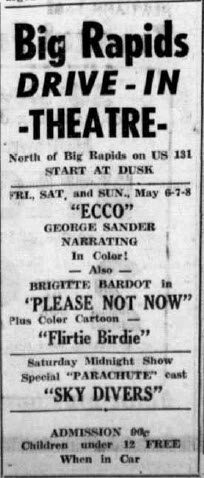 Big Rapids
DRIVE - IN
-THEATRE-
North of Big Rapids on US 131
START AT DUSK
FRI., SAT, and SUN., May 6-7-8
"ECCO"
GEORGE SANDER
NARRATING
In Color!
— Also —
BRIGITTE BARDOT in
'PLEASE NOT NOW"
Plus Color Cartoon —
"Flirtie Birdie"
Saturday Midnight Show
Special "PARACHUTE" cast
"SKY DIVERS"
ADMISSION 90c
Children under 12 FREE
When in Car